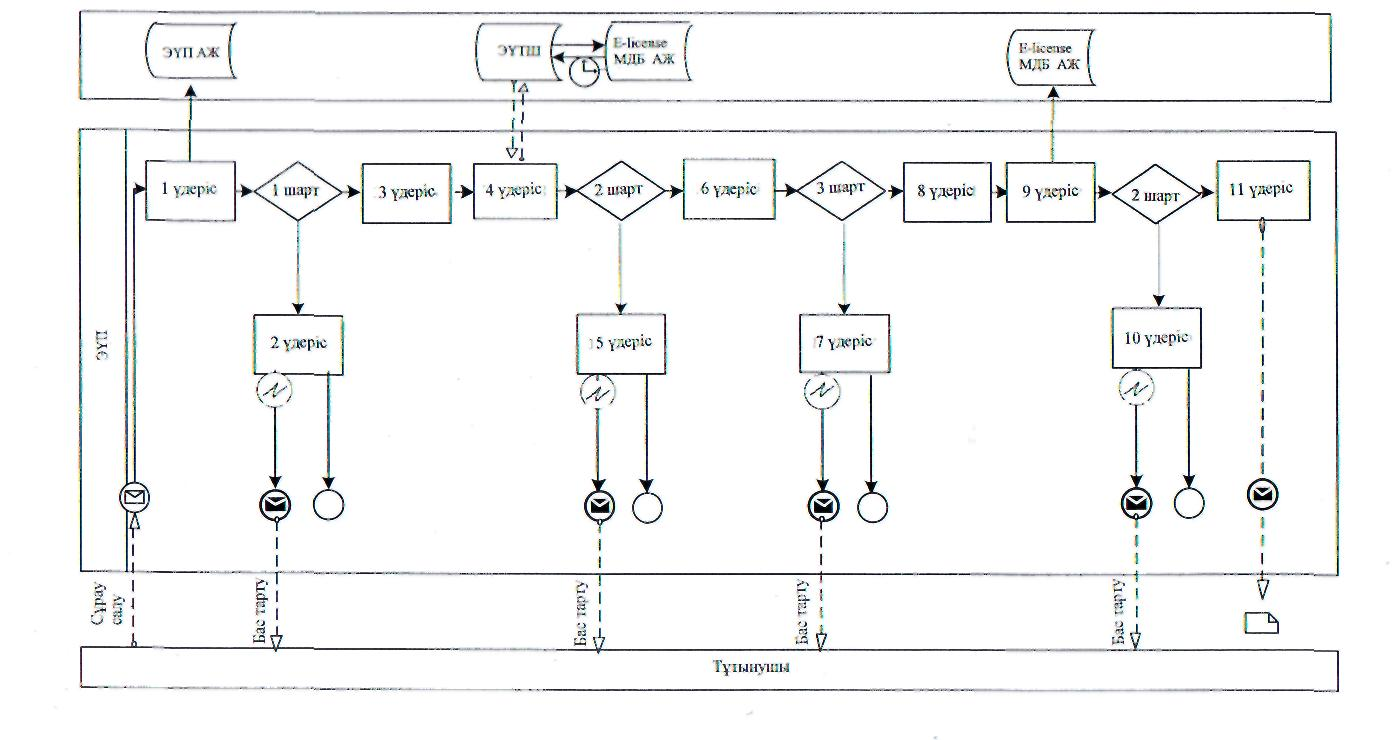 ЭҮП АЖ
ЭҮТШ
E-license
МДБ АЖ
E-license
МДБ АЖ
1 үдеріс
1 шарт
3 үдеріс
4 үдеріс
2 шарт
6 үдеріс
3 шарт
8 үдеріс
9 үдеріс
2 шарт
11 үдеріс
ЭҮП
2 үдеріс
5 үдеріс
7 үдеріс
10 үдеріс
Сұрау
салу
Бас тарту
Бас тарту
Бас тарту
Бас тарту
Тұтынушы